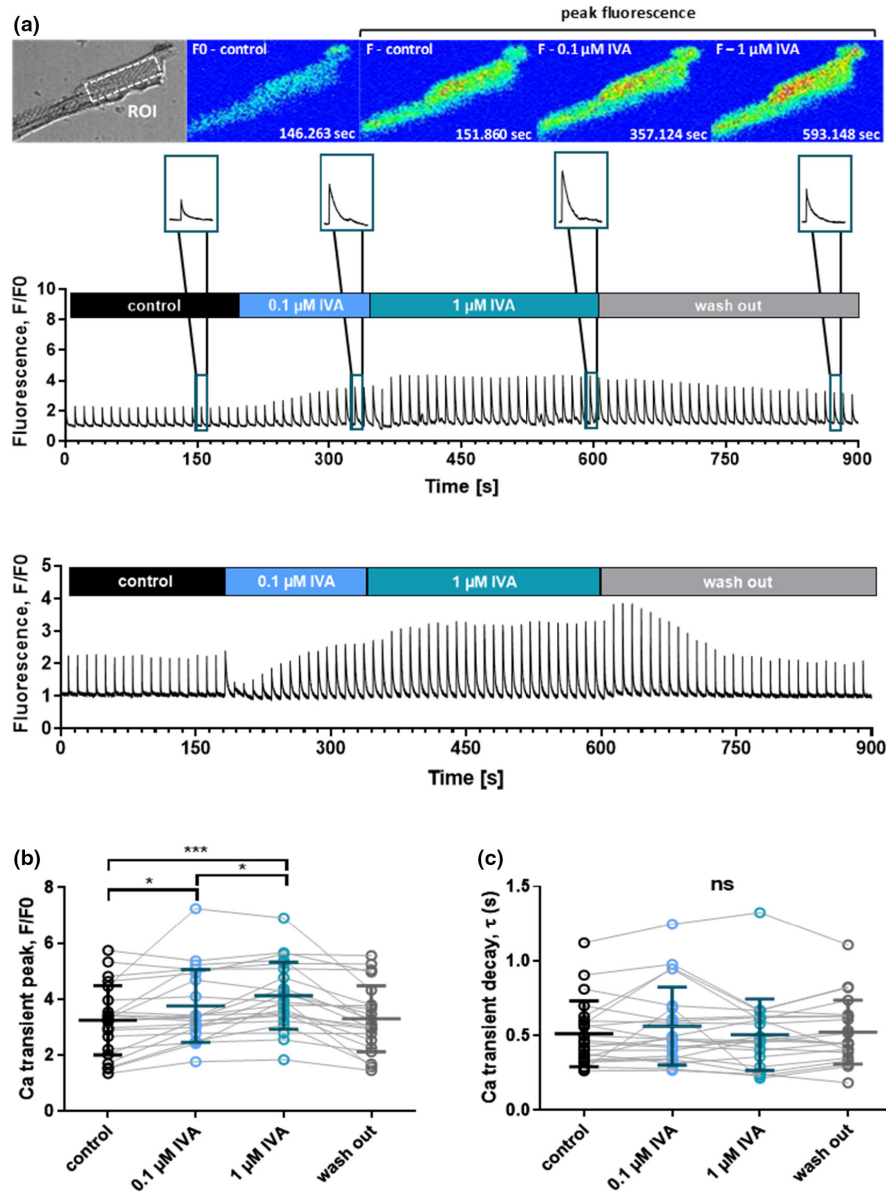 (a)
peak fluorescence
F0 - control
F - control
F - 0.1 µM IVA
F – 1 µM IVA
ROI
146.263 sec
151.860 sec
357.124 sec
593.148 sec
Fluorescence, F/F0
10
8
6
4
2
0
control
0.1 µM IVA
1 µM IVA
wash out
0
150
300
450
600
750
900
Time [s]
Fluorescence, F/F0
5
4
3
2
1
0
control
0.1 µM IVA
1 µM IVA
wash out
0
150
300
450
600
750
900
Time [s]
(b)
Ca transient peak, F/F0
8
6
4
2
0
***
*
*
control
0.1 µM IVA
1 µM IVA
wash out
(c)
Ca transient decay, τ (s)
1.5
1.0
0.5
0.0
ns
control
0.1 µM IVA
1 µM IVA
wash out